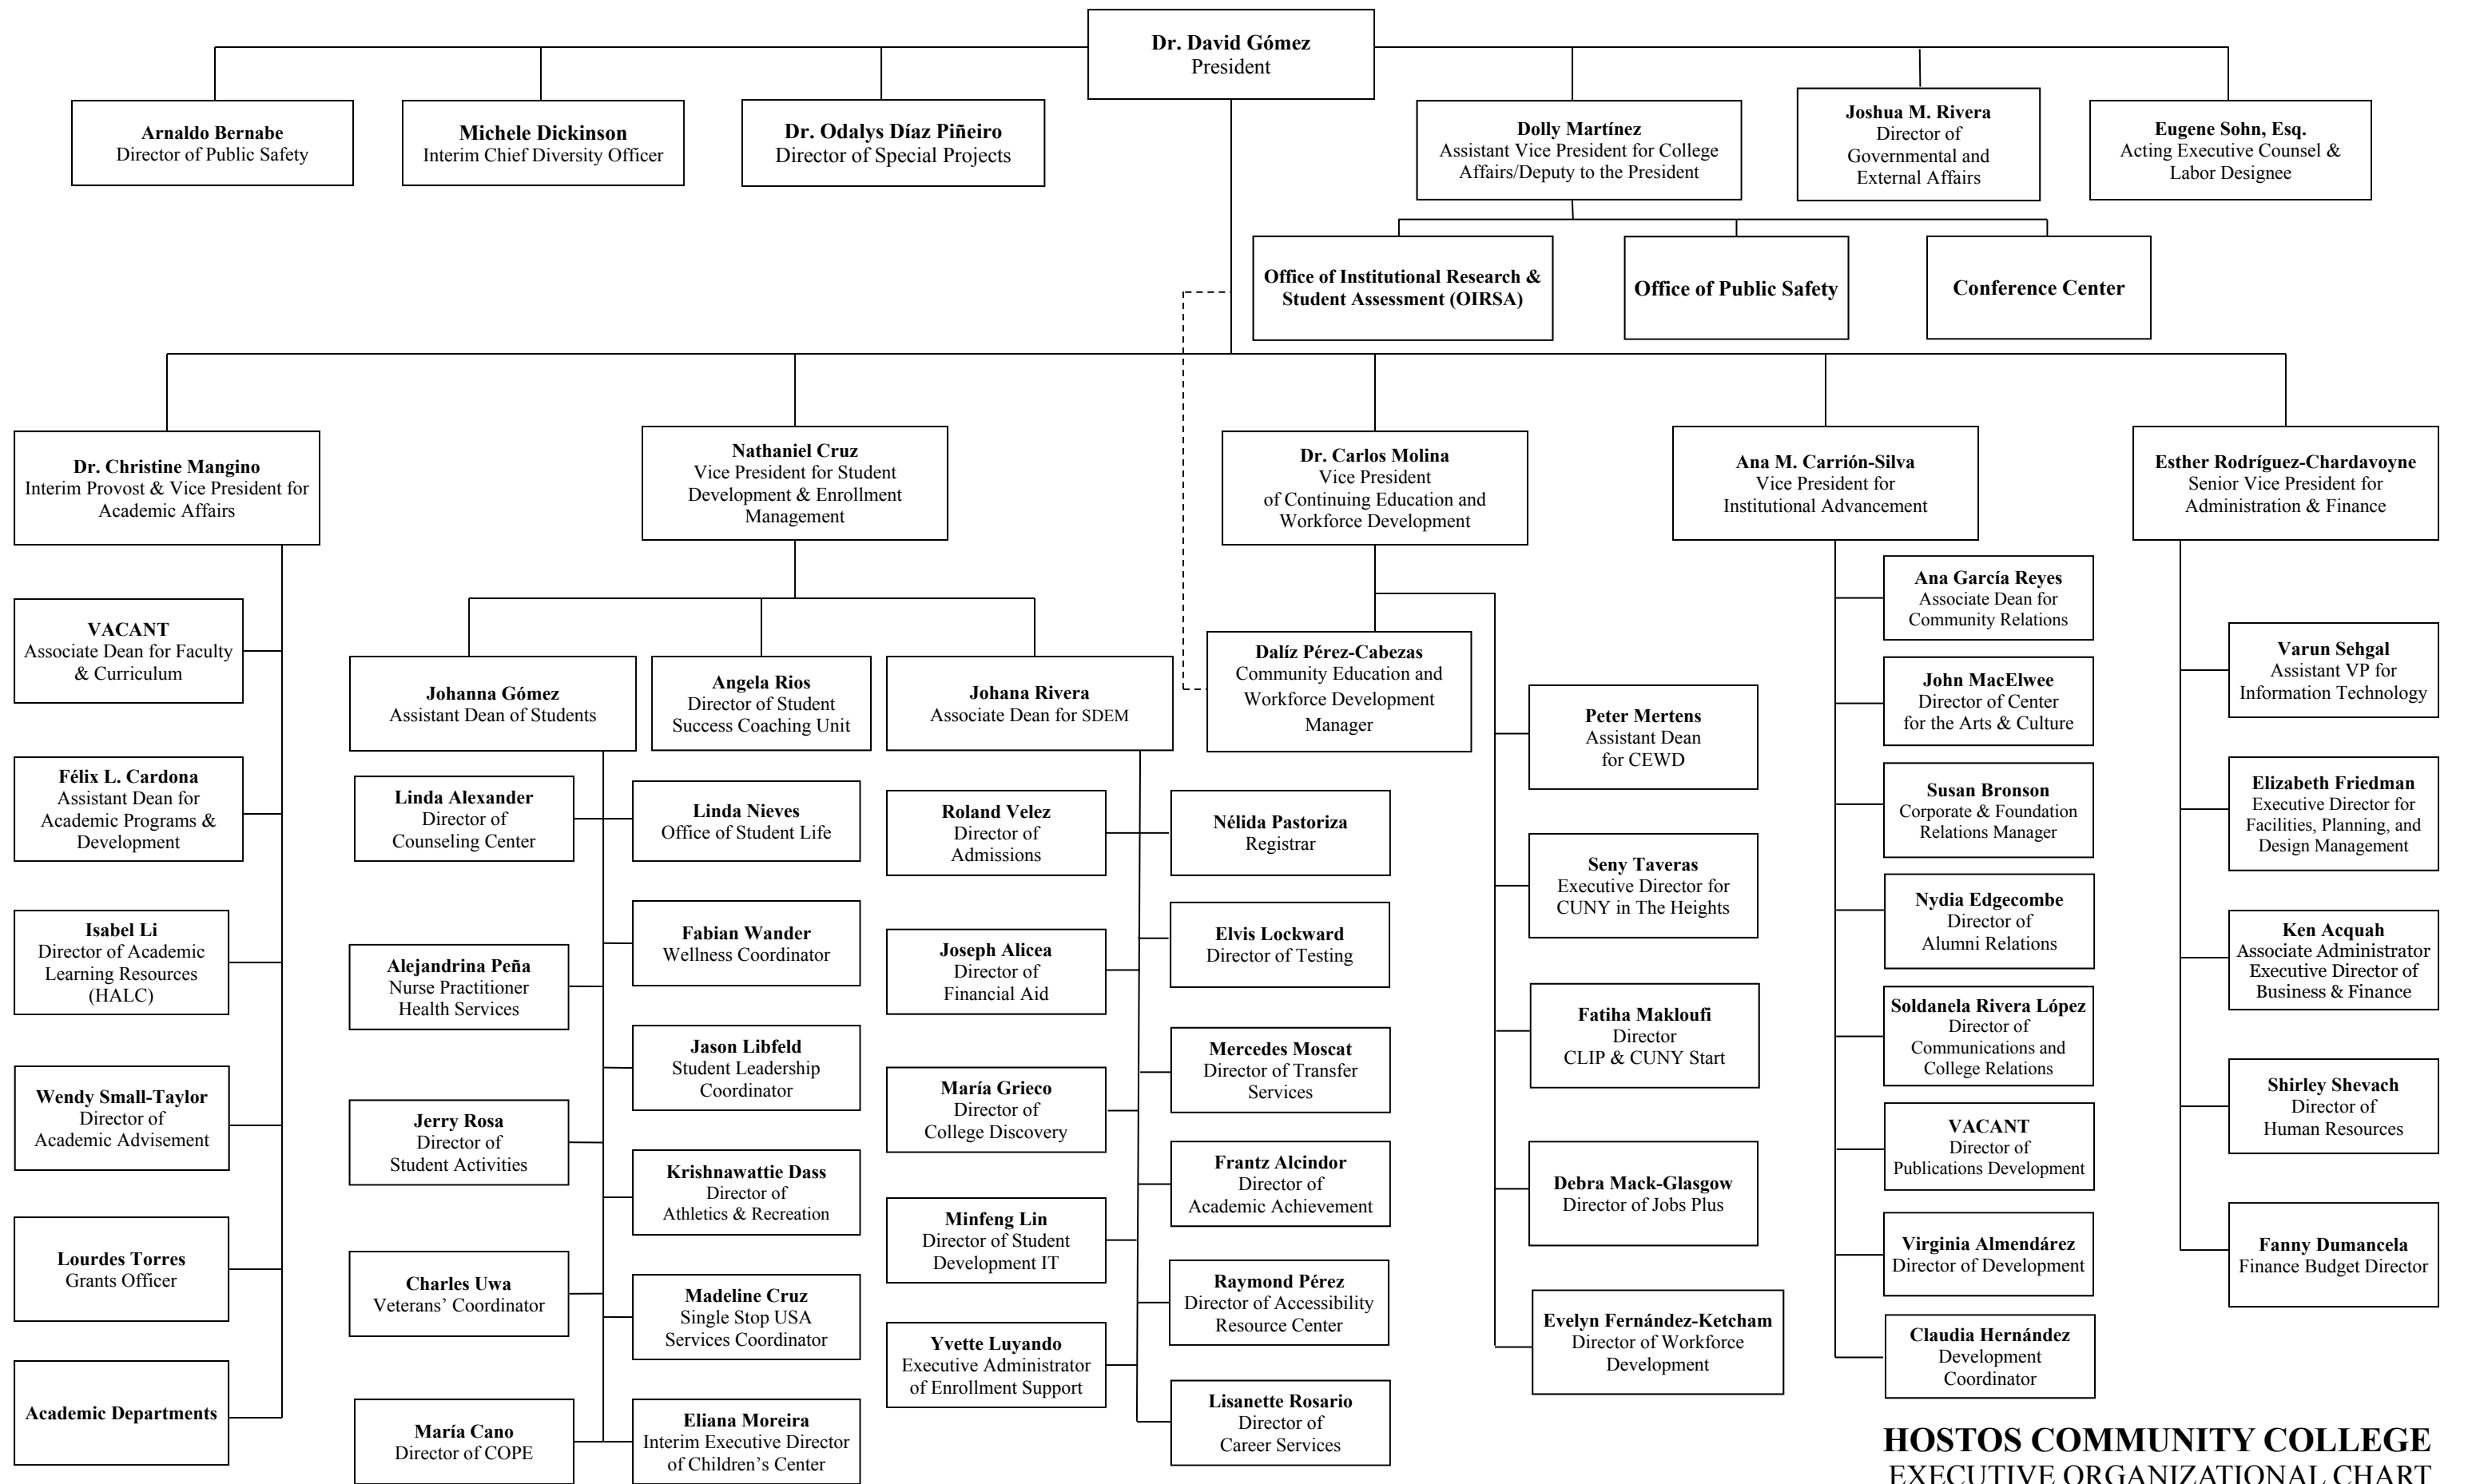 Dr. David Gómez
President
Arnaldo Bernabe
Director of Public Safety
Michele Dickinson
Interim Chief Diversity Officer
Dr. Odalys Díaz Piñeiro
Director of Special Projects
Dolly Martínez
Assistant Vice President for College
Affairs/Deputy to the President
Joshua M. Rivera
Director of
Governmental and
External Affairs
Eugene Sohn, Esq.
Acting Executive Counsel &
Labor Designee
Office of Institutional Research &
Student Assessment (OIRSA)
Office of Public Safety
Conference Center
Dr. Christine Mangino
Interim Provost & Vice President for
Academic Affairs
Nathaniel Cruz
Vice President for Student
Development & Enrollment
Management
Dr. Carlos Molina
Vice President
of Continuing Education and
Workforce Development
Ana M. Carrión-Silva
Vice President for
Institutional Advancement
Esther Rodríguez-Chardavoyne
Senior Vice President for
Administration & Finance
VACANT
Associate Dean for Faculty
& Curriculum
Félix L. Cardona
Assistant Dean for
Academic Programs &
Development
Isabel Li
Director of Academic
Learning Resources
(HALC)
Wendy Small-Taylor
Director of
Academic Advisement
Lourdes Torres
Grants Officer
Academic Departments
Johanna Gómez
Assistant Dean of Students
Angela Rios
Director of Student
Success Coaching Unit
Johana Rivera
Associate Dean for SDEM
Linda Alexander
Director of
Counseling Center
Linda Nieves
Office of Student Life
Fabian Wander
Wellness Coordinator
Alejandrina Peña
Nurse Practitioner
Health Services
Jason Libfeld
Student Leadership
Coordinator
Jerry Rosa
Director of
Student Activities
Krishnawattie Dass
Director of
Athletics & Recreation
Charles Uwa
Veterans’ Coordinator
Madeline Cruz
Single Stop USA
Services Coordinator
María Cano
Director of COPE
Eliana Moreira
Interim Executive Director
of Children’s Center
Roland Velez
Director of
Admissions
Nélida Pastoriza
Registrar
Joseph Alicea
Director of
Financial Aid
Elvis Lockward
Director of Testing
María Grieco
Director of
College Discovery
Mercedes Moscat
Director of Transfer
Services
Minfeng Lin
Director of Student
Development IT
Frantz Alcindor
Director of
Academic Achievement
Yvette Luyando
Executive Administrator
of Enrollment Support
Raymond Pérez
Director of Accessibility
Resource Center
Lisanette Rosario
Director of
Career Services
Dalíz Pérez-Cabezas
Community Education and
Workforce Development
Manager
Peter Mertens
Assistant Dean
for CEWD
Seny Taveras
Executive Director for
CUNY in The Heights
Fatiha Makloufi
Director
CLIP & CUNY Start
Debra Mack-Glasgow
Director of Jobs Plus
Evelyn Fernández-Ketcham
Director of Workforce
Development
Ana García Reyes
Associate Dean for
Community Relations
John MacElwee
Director of Center
for the Arts & Culture
Susan Bronson
Corporate & Foundation
Relations Manager
Nydia Edgecombe
Director of
Alumni Relations
Soldanela Rivera López
Director of
Communications and
College Relations
VACANT
Director of
Publications Development
Virginia Almendárez
Director of Development
Claudia Hernández
Development
Coordinator
Varun Sehgal
Assistant VP for
Information Technology
Elizabeth Friedman
Executive Director for
Facilities, Planning, and
Design Management
Ken Acquah
Associate Administrator
Executive Director of
Business & Finance
Shirley Shevach
Director of
Human Resources
Fanny Dumancela
Finance Budget Director
HOSTOS COMMUNITY COLLEGE
EXECUTIVE ORGANIZATIONAL CHART